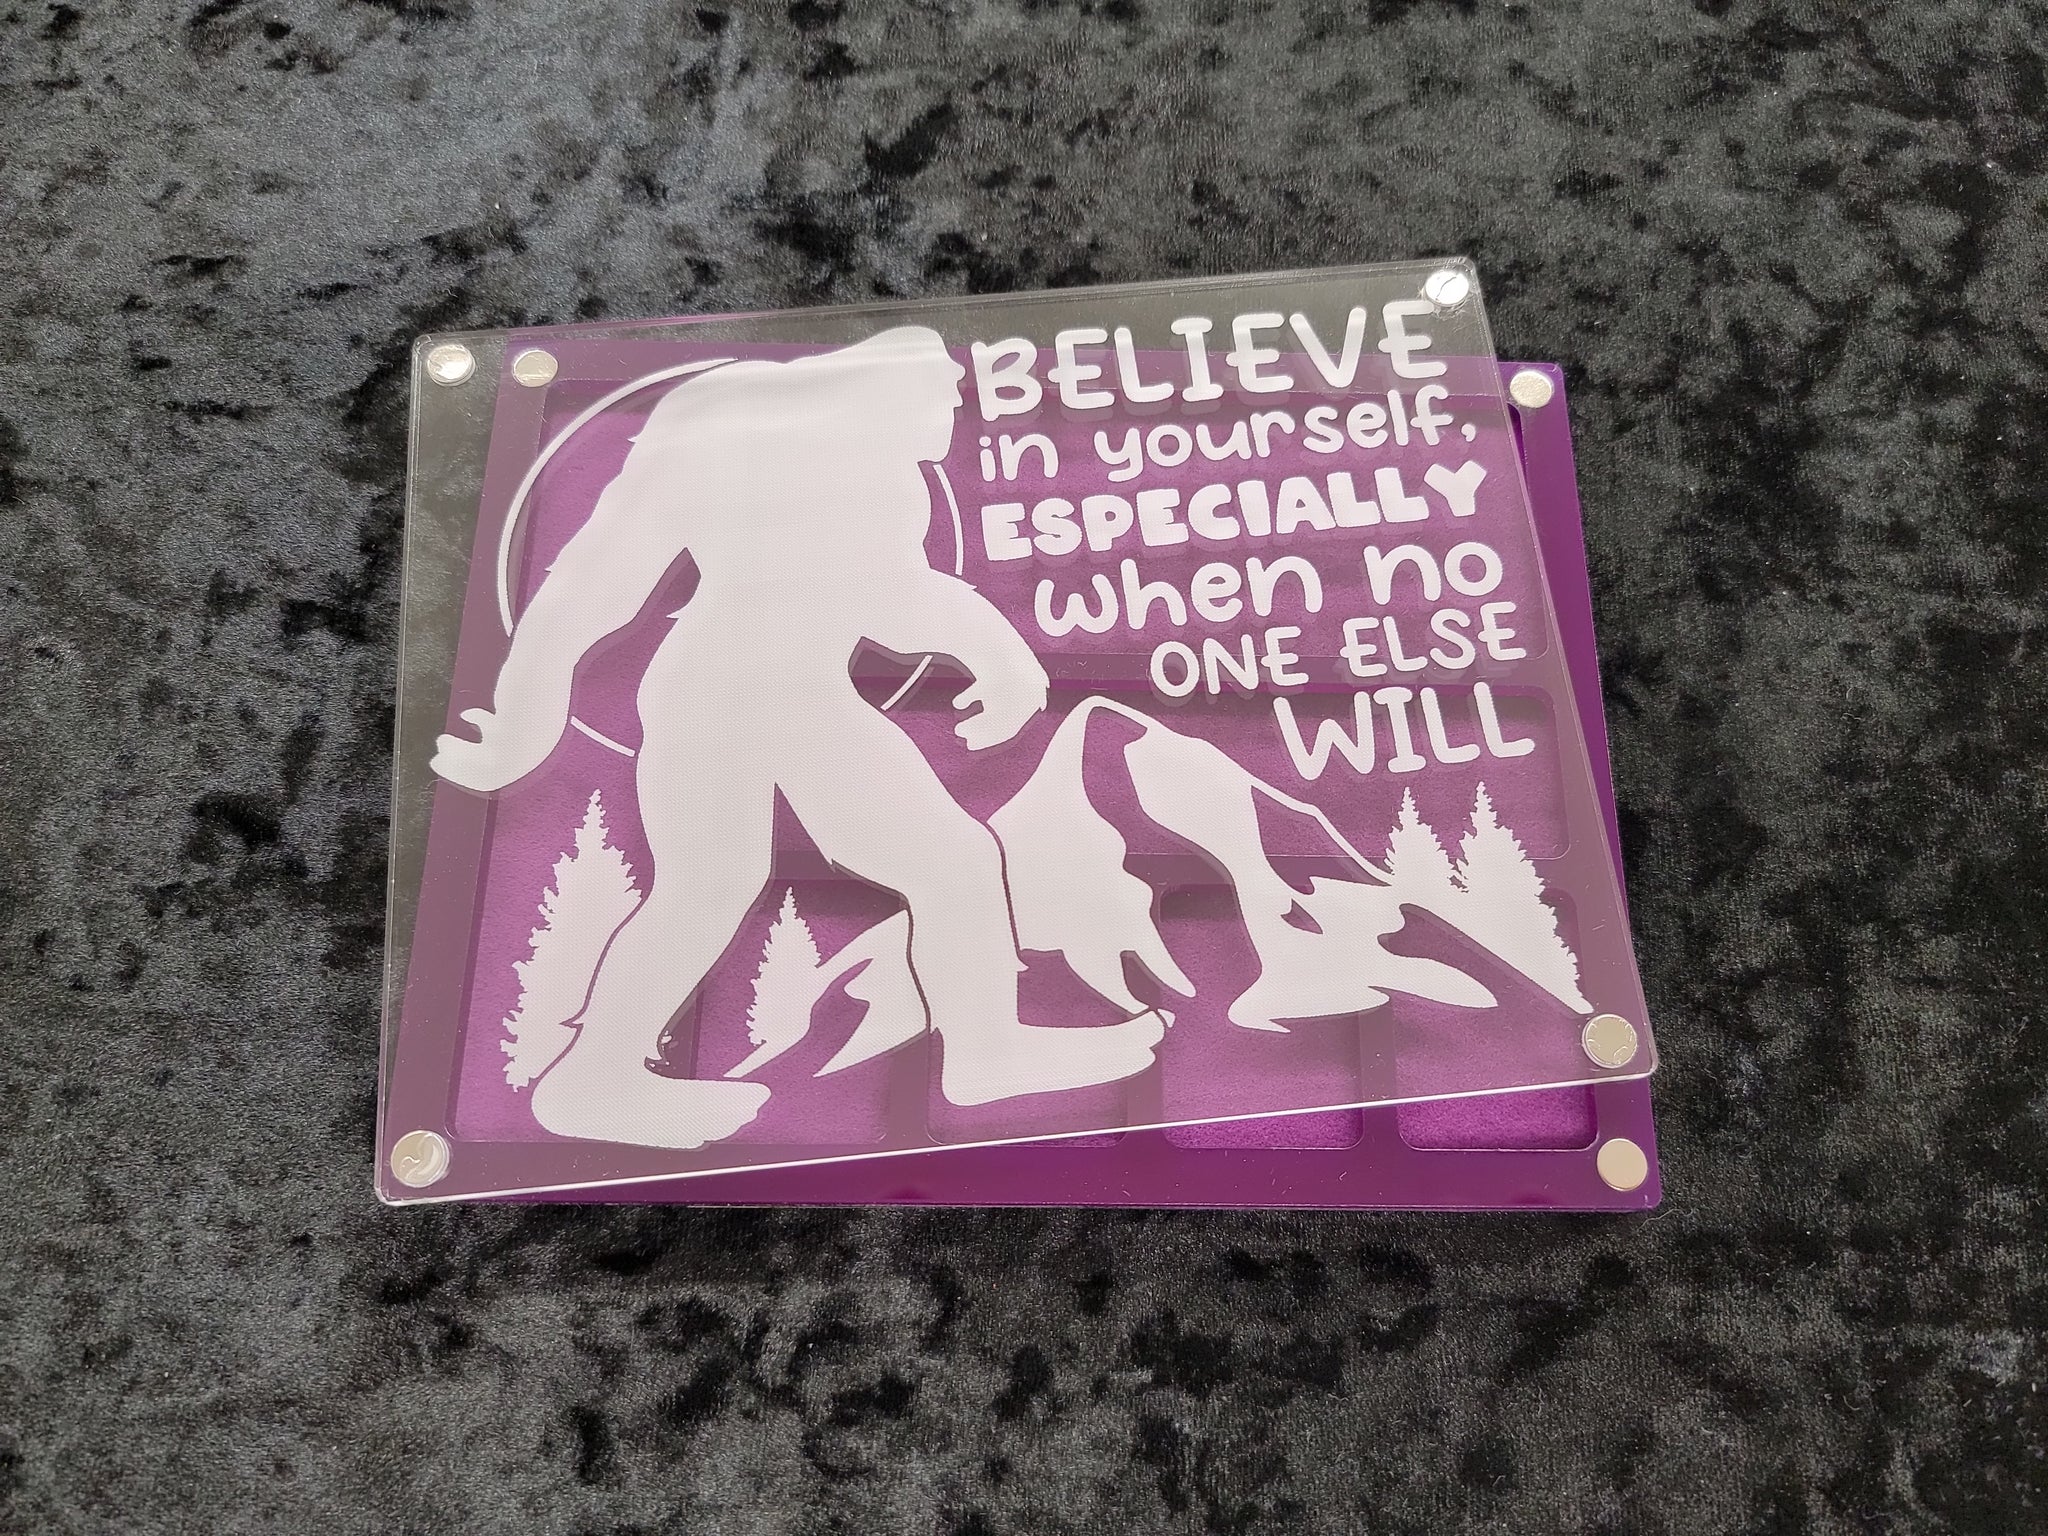 BELIEVE
in yourself,
ESPECIALLY
when no
ONE ELSE
WILL